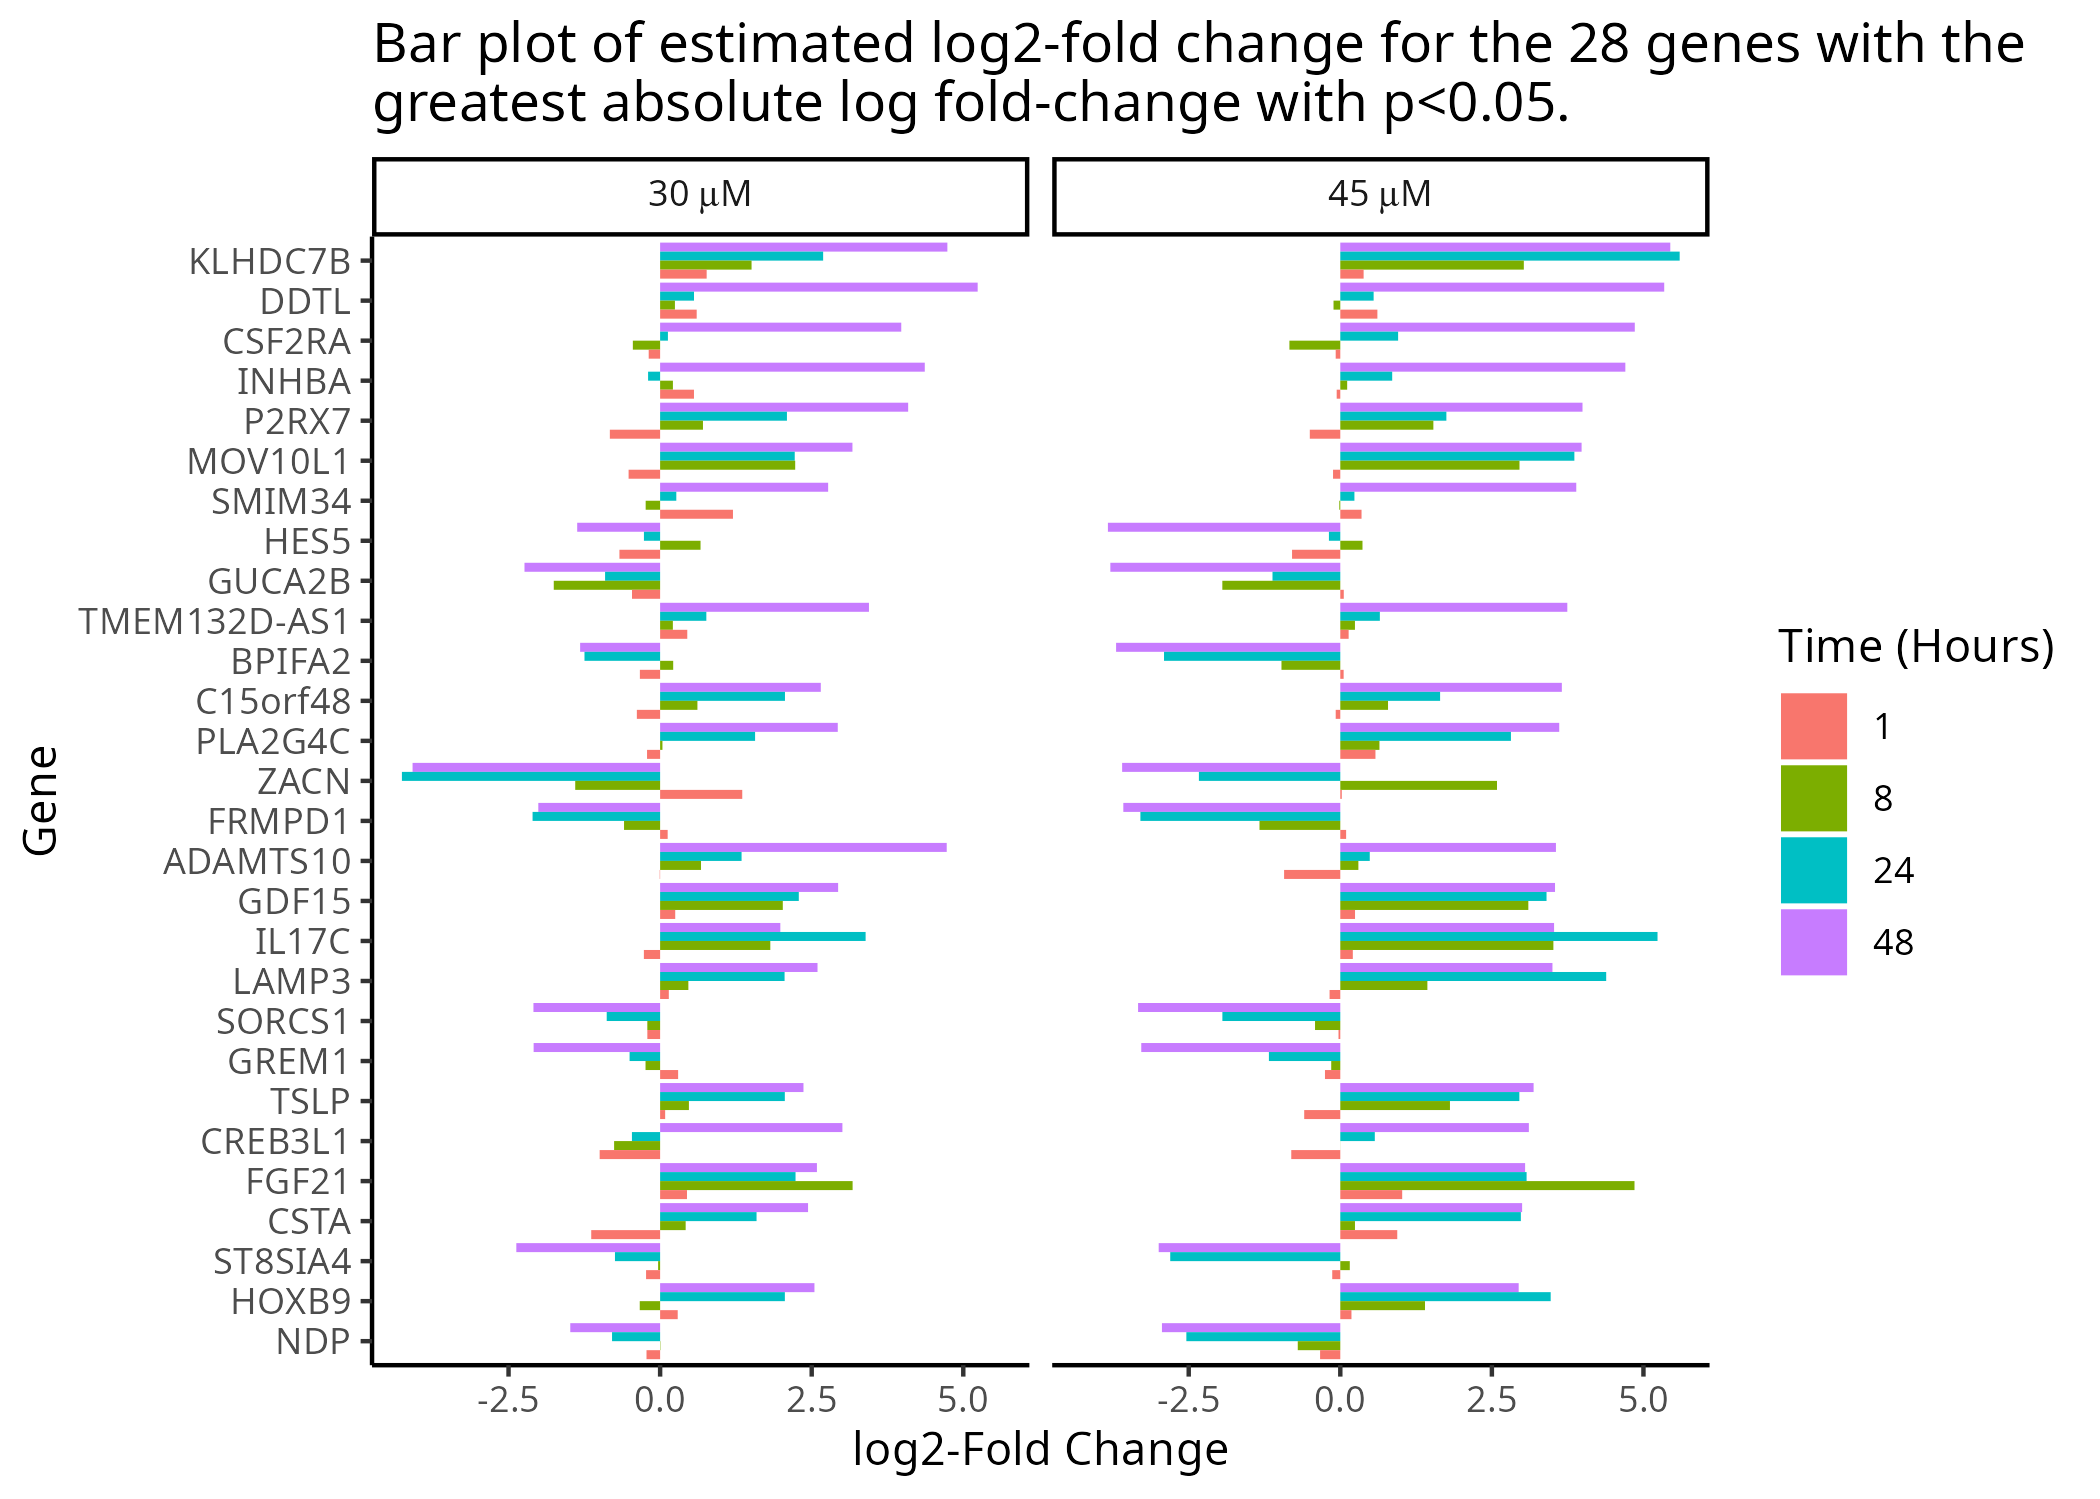 Bar plot of estimated log2-fold change for the 28 genes with the
greatest absolute log fold-change with p<0.05.
30 μM
45 μM
KLHDC7B
DDTL
CSF2RA
INHBA
P2RX7
MOV10L1
SMIM34
HES5
GUCA2B
TMEM132D-AS1
BPIFA2
C15orf48
PLA2G4C
ZACN
FRMPD1
ADAMTS10
GDF15
IL17C
LAMP3
SORCS1
GREM1
TSLP
CREB3L1
FGF21
CSTA
ST8SIA4
HOXB9
NDP
Gene
-2.5 0.0 2.5 5.0
-2.5 0.0 2.5 5.0
log2-Fold Change
Time (Hours)
1
8
24
48